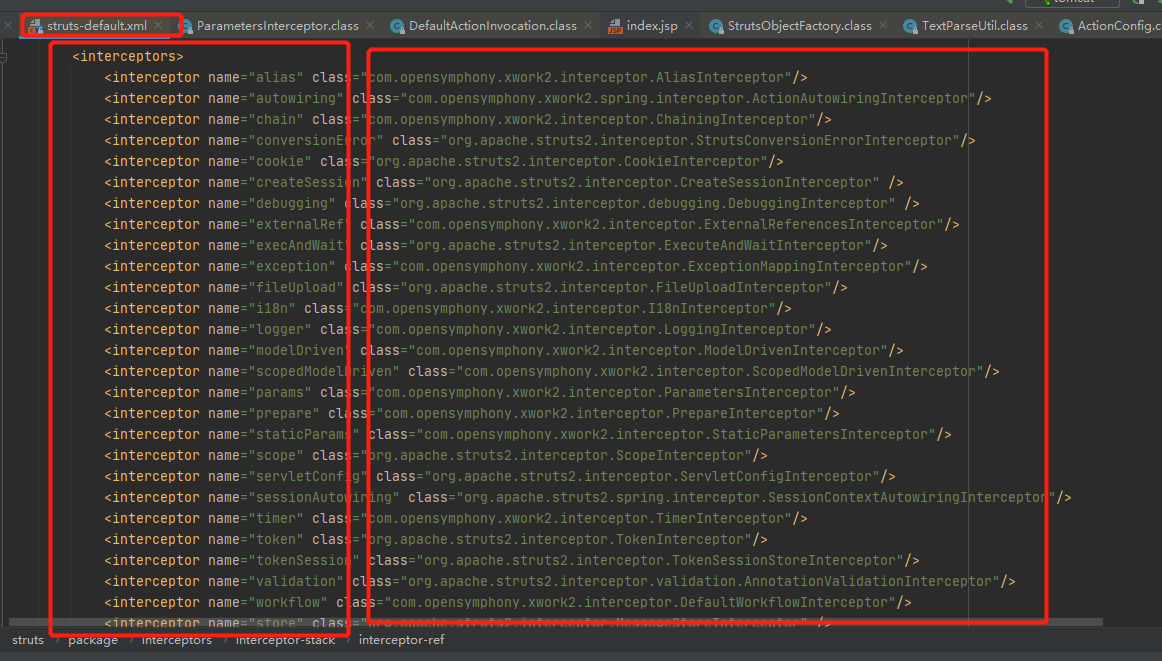 struts-default.xml ParametersInterceptor.class DefaultActionInvocation.class index.jsp StrutsObjectFactory.class TextParseUtil.class ActionConfig.c
<interceptors>
<interceptor name="alias" class="com.opensymphony.xwork2.interceptor.AliasInterceptor"/>
<interceptor name="autowiring" class="com.opensymphony.xwork2.spring.interceptor.ActionAutowiringInterceptor"/>
<interceptor name="chain" class="com.opensymphony.xwork2.interceptor.ChainingInterceptor"/>
<interceptor name="conversionError" class="org.apache.struts2.interceptor.StrutsConversionErrorInterceptor"/>
<interceptor name="cookie" class="org.apache.struts2.interceptor.CookieInterceptor"/>
<interceptor name="createSession" class="org.apache.struts2.interceptor.CreateSessionInterceptor" />
<interceptor name="debugging" class="org.apache.struts2.interceptor.debugging.DebuggingInterceptor" />
<interceptor name="externalRef" class="com.opensymphony.xwork2.interceptor.ExternalReferencesInterceptor"/>
<interceptor name="execAndWait" class="org.apache.struts2.interceptor.ExecuteAndWaitInterceptor"/>
<interceptor name="exception" class="com.opensymphony.xwork2.interceptor.ExceptionMappingInterceptor"/>
<interceptor name="fileUpload" class="org.apache.struts2.interceptor.FileUploadInterceptor"/>
<interceptor name="i18n" class="com.opensymphony.xwork2.interceptor.I18nInterceptor"/>
<interceptor name="logger" class="com.opensymphony.xwork2.interceptor.LoggingInterceptor"/>
<interceptor name="modelDriven" class="com.opensymphony.xwork2.interceptor.ModelDrivenInterceptor"/>
<interceptor name="scopedModelDriven" class="com.opensymphony.xwork2.interceptor.ScopedModelDrivenInterceptor"/>
<interceptor name="params" class="com.opensymphony.xwork2.interceptor.ParametersInterceptor"/>
<interceptor name="prepare" class="com.opensymphony.xwork2.interceptor.PrepareInterceptor"/>
<interceptor name="staticParams" class="com.opensymphony.xwork2.interceptor.StaticParametersInterceptor"/>
<interceptor name="scope" class="org.apache.struts2.interceptor.ScopeInterceptor"/>
<interceptor name="servletConfig" class="org.apache.struts2.interceptor.ServletConfigInterceptor"/>
<interceptor name="sessionAutowiring" class="org.apache.struts2.spring.interceptor.SessionContextAutowiringInterceptor"/>
<interceptor name="timer" class="com.opensymphony.xwork2.interceptor.TimerInterceptor"/>
<interceptor name="token" class="org.apache.struts2.interceptor.TokenInterceptor"/>
<interceptor name="tokenSession" class="org.apache.struts2.interceptor.TokenSessionStoreInterceptor"/>
<interceptor name="validation" class="org.apache.struts2.interceptor.validation.AnnotationValidationInterceptor"/>
<interceptor name="workflow" class="com.opensymphony.xwork2.interceptor.DefaultWorkflowInterceptor"/>
<interceptor name="store" class="org.apache.struts2.interceptor.MessageStoreInterceptor" />
struts package interceptors interceptor-stack interceptor-ref